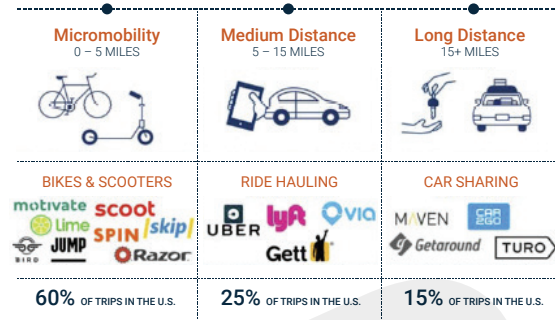 Micromobility
0 – 5 MILES
Medium Distance
5 – 15 MILES
Long Distance
15+ MILES
BIKES & SCOOTERS
motivate
scoot
Lime
SPIN
skip
BIRD
JUMP
Razor
RIDE HAULING
UBER
lyft
via
Gett
CAR SHARING
MAVEN
CAR
2GO
Getaround
TURO
60% OF TRIPS IN THE U.S.
25% OF TRIPS IN THE U.S.
15% OF TRIPS IN THE U.S.